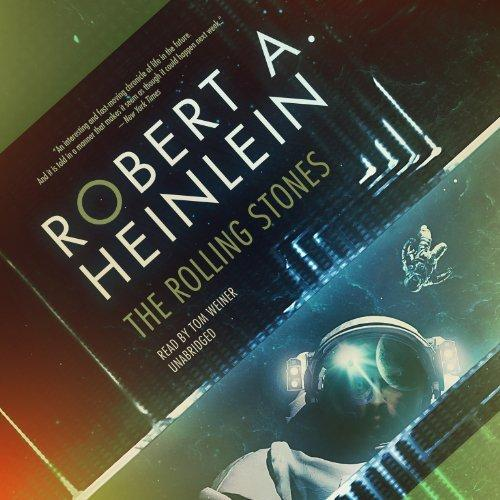 "An interesting and fast-moving chronicle of life in the future.
And it is told in a manner that makes it seem as though it could happen next week."
— New York Times
ROBERT A.
HEINLEIN
THE ROLLING STONES
READ BY TOM WEINER
UNABRIDGED